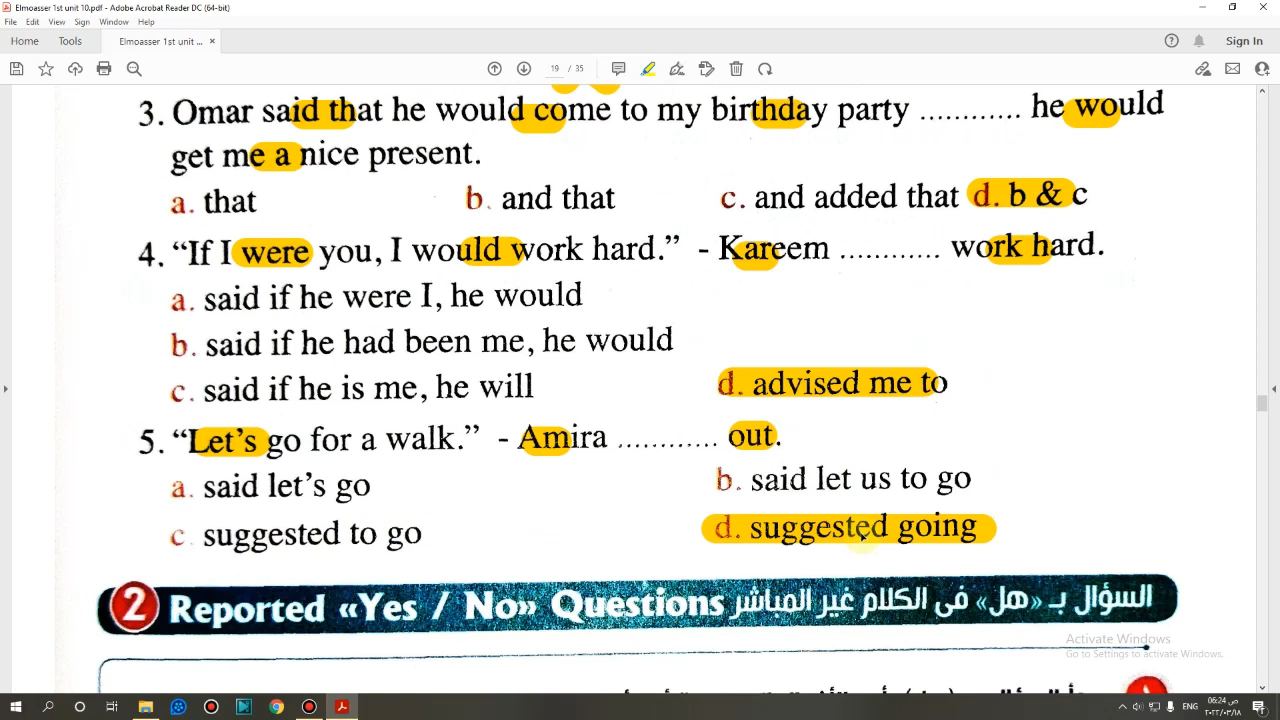 Elmoasser 1st unit 10.pdf - Adobe Acrobat Reader DC (64-bit)
File Edit View Sign Window Help
Home Tools Elmoasser 1st unit ... × Sign In
19 / 35
3. Omar said that he would come to my birthday party ............ he would
get me a nice present.
a. that b. and that c. and added that d. b & c
4. “If I were you, I would work hard.” - Kareem ............ work hard.
a. said if he were I, he would
b. said if he had been me, he would
c. said if he is me, he will d. advised me to
5. “Let’s go for a walk.” - Amira ............ out.
a. said let’s go b. said let us to go
c. suggested to go d. suggested going
2 Reported «Yes / No» Questions السؤال بـ «هل» فى الكلام غير المباشر
Activate Windows
Go to Settings to activate Windows.
ENG 06:24 ص
٢٠٢٢/٠٣/١٨